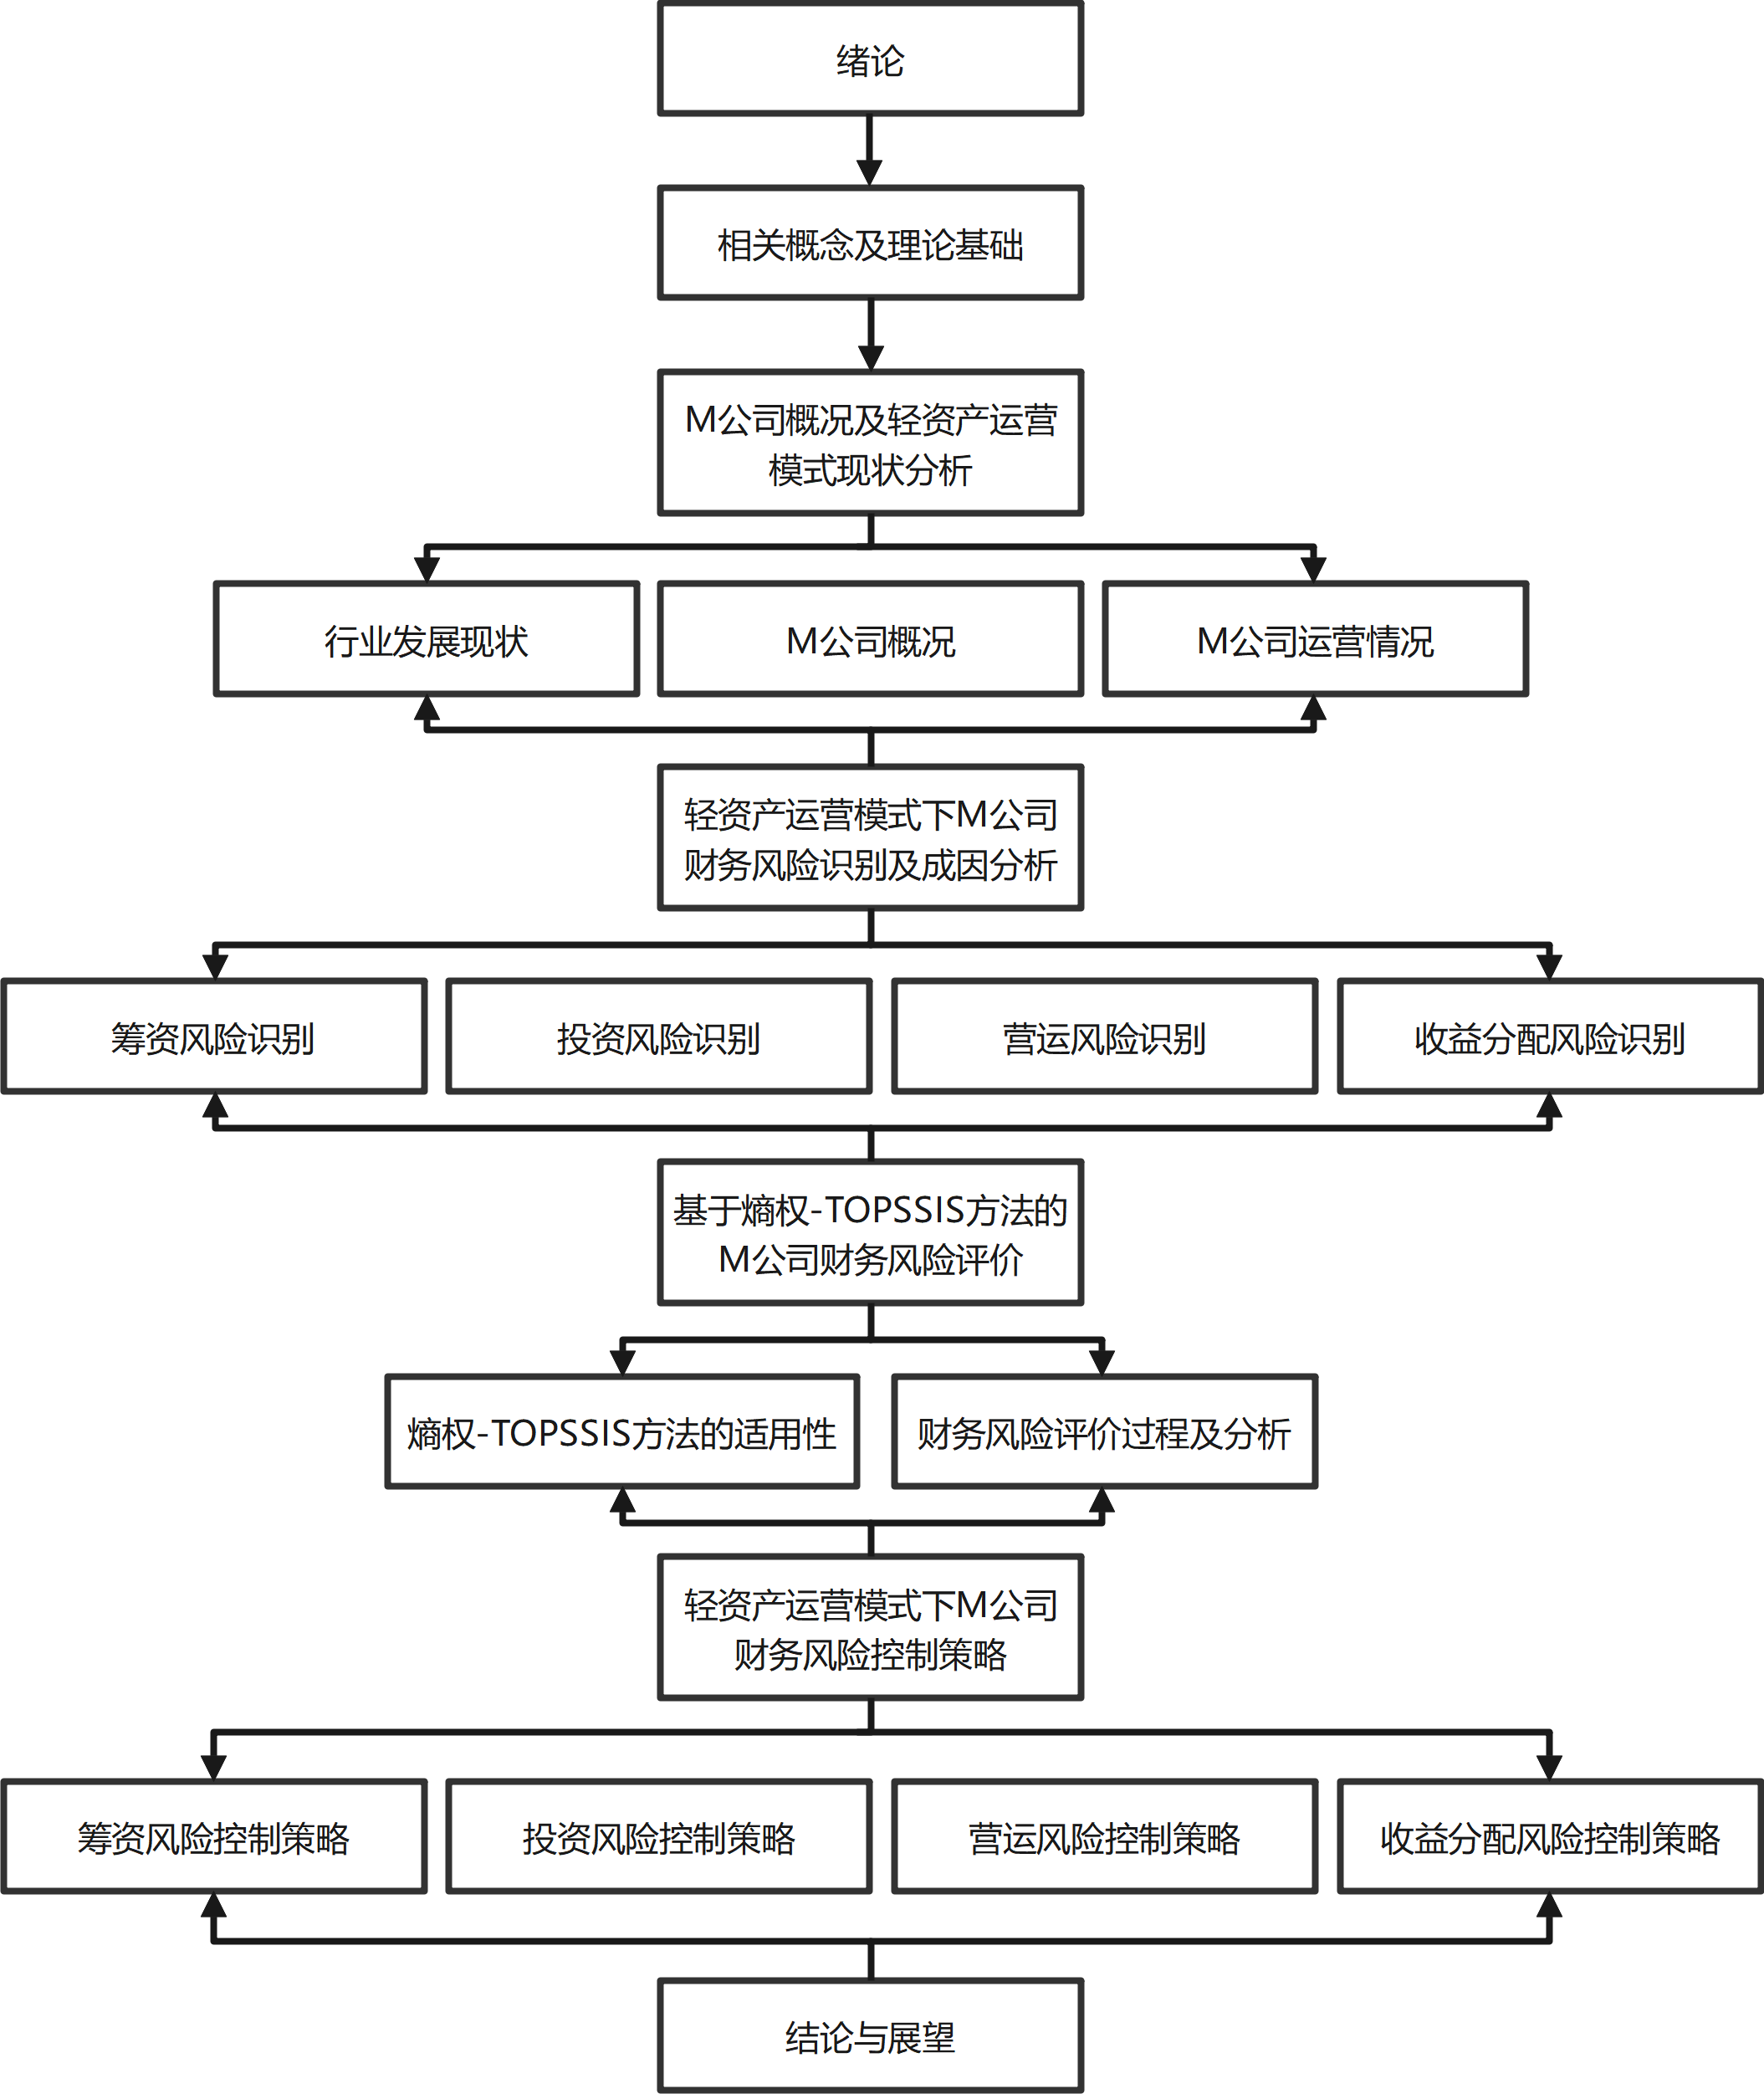 绪论
相关概念及理论基础
M公司概况及轻资产运营
模式现状分析
行业发展现状
M公司概况
M公司运营情况
轻资产运营模式下M公司
财务风险识别及成因分析
筹资风险识别
投资风险识别
营运风险识别
收益分配风险识别
基于熵权-TOPSSIS方法的
M公司财务风险评价
熵权-TOPSSIS方法的适用性
财务风险评价过程及分析
轻资产运营模式下M公司
财务风险控制策略
筹资风险控制策略
投资风险控制策略
营运风险控制策略
收益分配风险控制策略
结论与展望